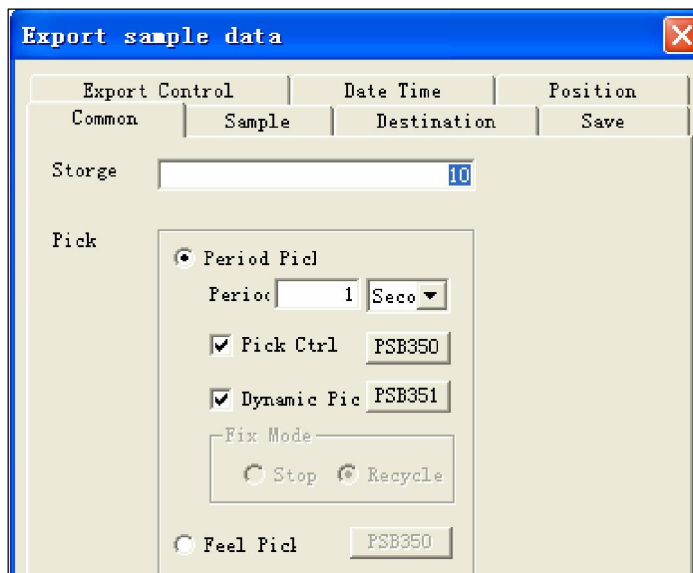 Export sample data
Export Control Date Time Position
Common Sample Destination Save
Storge 10
Pick
Period Picl
Perioc 1 Seco
Pick Ctrl PSB350
Dynamic Pic PSB351
Fix Mode
Stop Recycle
Feel Picl PSB350